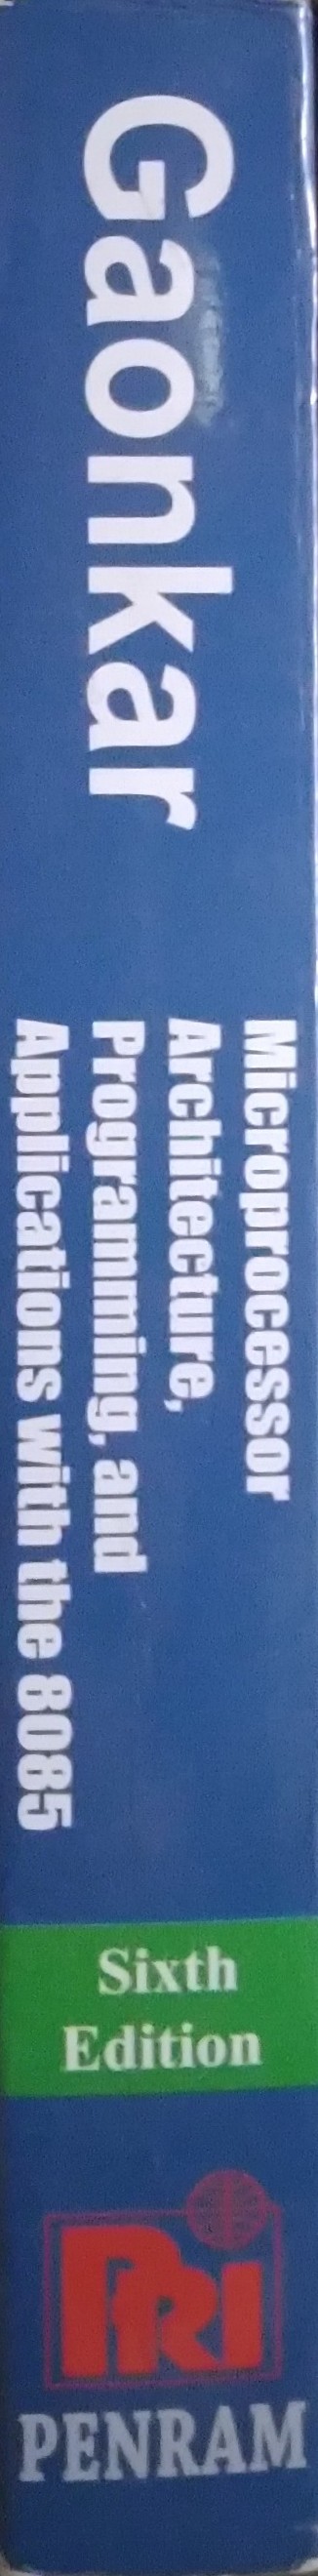 Gaonkar
Microprocessor
Architecture,
Programming, and
Applications with the 8085
Sixth
Edition
PRI
PENRAM